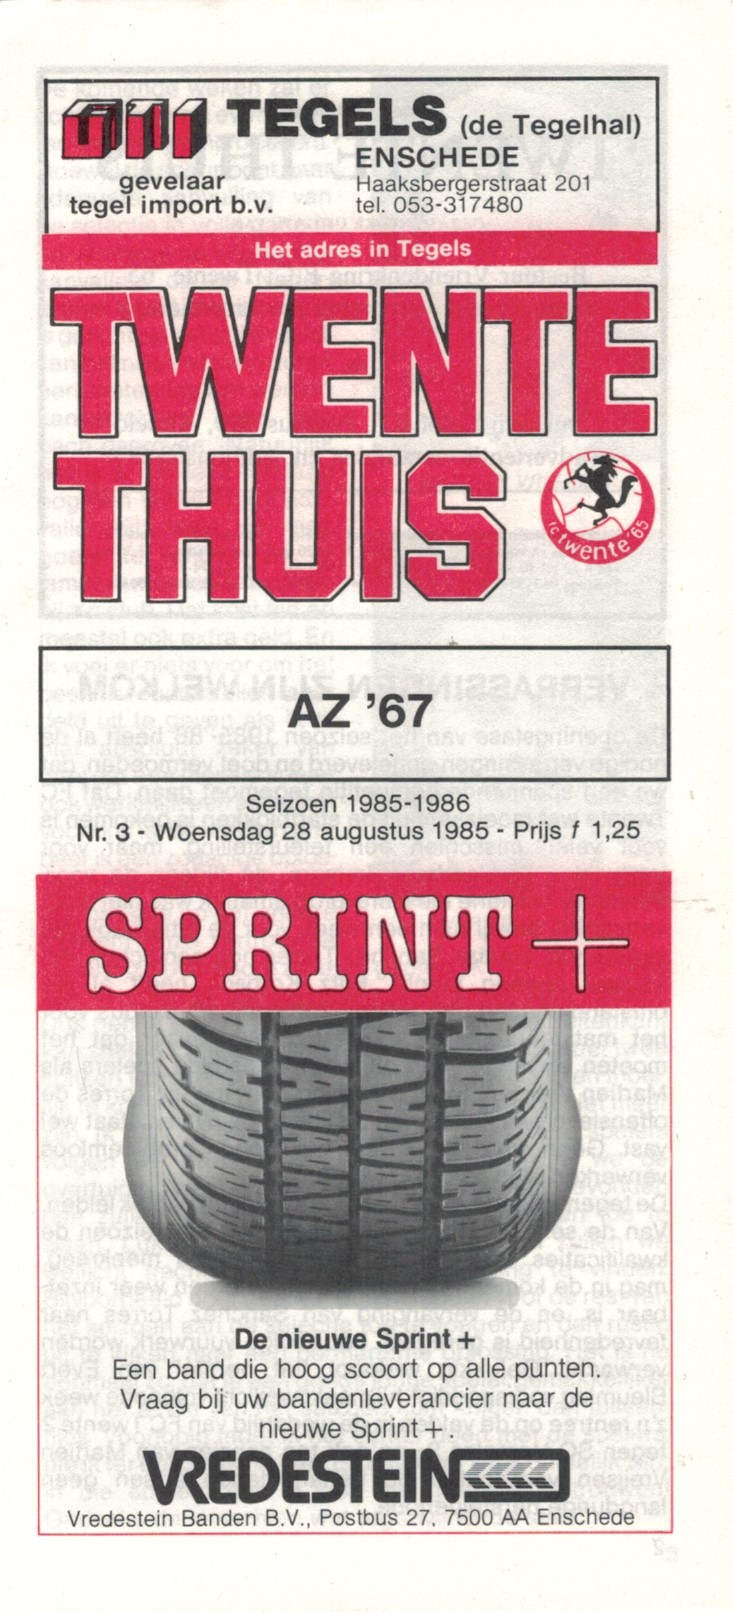 GTI TEGELS (de Tegelhal)
ENSCHEDE
gevelaar
tegel import b.v.
Haaksbergerstraat 201
tel. 053-317480
Het adres in Tegels
TWENTE
THUIS
fc twente '65
AZ '67
Seizoen 1985-1986
Nr. 3 - Woensdag 28 augustus 1985 - Prijs f 1,25
SPRINT+
De nieuwe Sprint+
Een band die hoog scoort op alle punten.
Vraag bij uw bandenleverancier naar de
nieuwe Sprint+.
VREDESTEIN
Vredestein Banden B.V., Postbus 27, 7500 AA Enschede